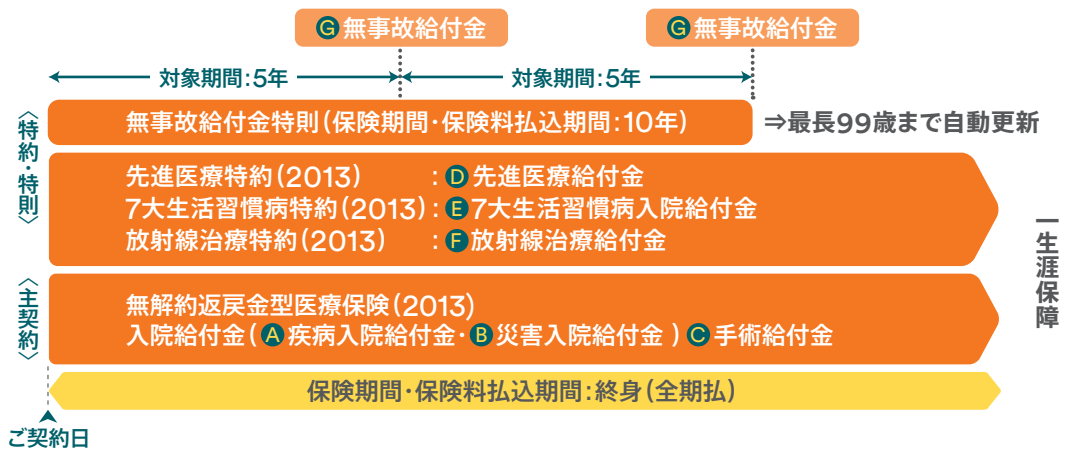 G 無事故給付金
G 無事故給付金
対象期間:5年
対象期間:5年
〈特約・特則〉
無事故給付金特則(保険期間・保険料払込期間:10年)
⇒最長99歳まで自動更新
先進医療特約(2013) : D 先進医療給付金
7大生活習慣病特約(2013) : E 7大生活習慣病入院給付金
放射線治療特約(2013) : F 放射線治療給付金
一生涯保障
〈主契約〉
無解約返戻金型医療保険(2013)
入院給付金( A 疾病入院給付金・ B 災害入院給付金 ) C 手術給付金
保険期間・保険料払込期間:終身(全期払)
ご契約日